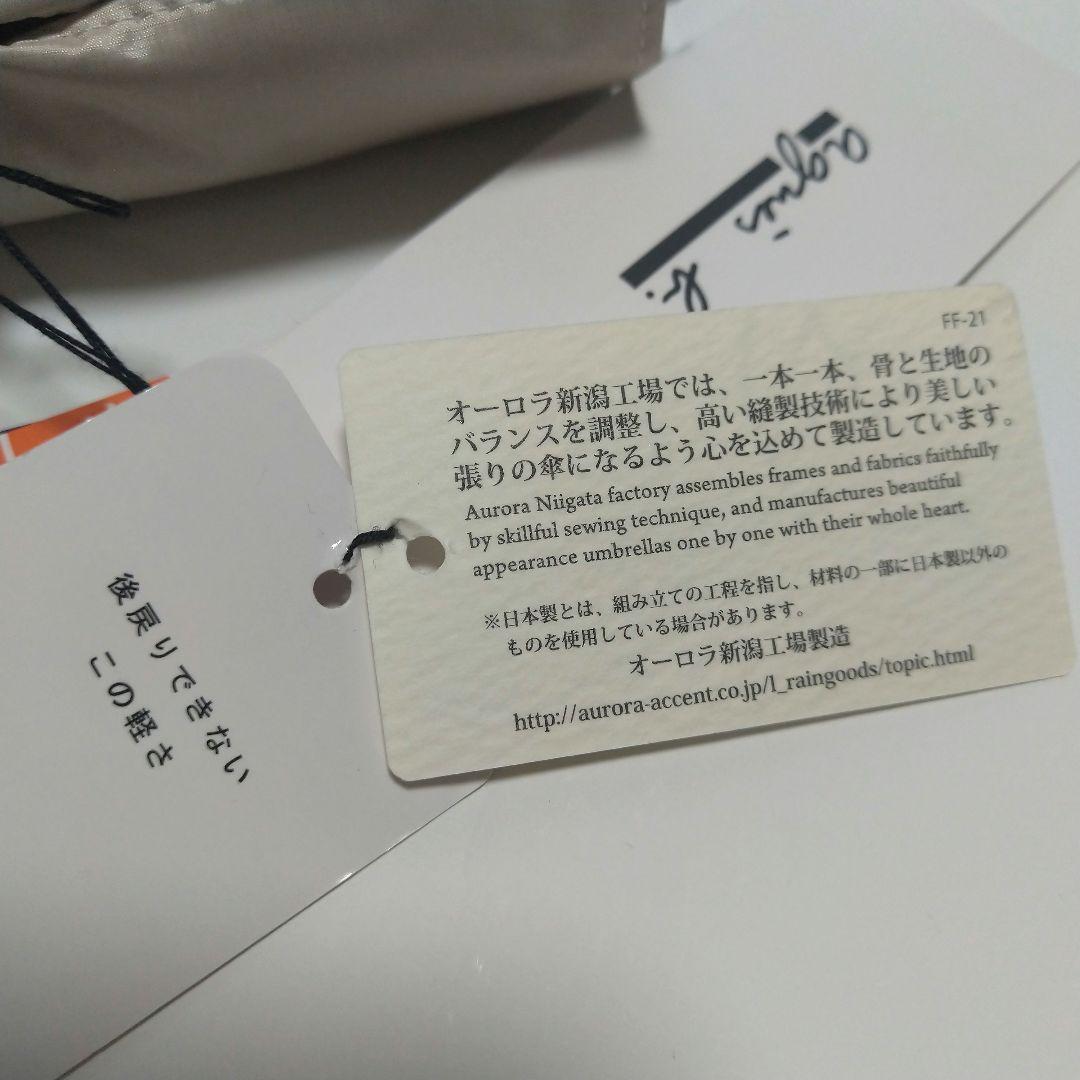 agnis b.
FF-21
オーロラ新潟工場では、一本一本、骨と生地の
バランスを調整し、高い縫製技術により美しい
張りの傘になるよう心を込めて製造しています。
Aurora Niigata factory assembles frames and fabrics faithfully
by skillful sewing technique, and manufactures beautiful
appearance umbrellas one by one with their whole heart.
※日本製とは、組み立ての工程を指し、材料の一部に日本製以外の
ものを使用している場合があります。
オーロラ新潟工場製造
http://aurora-accent.co.jp/l_raingoods/topic.html
後戻りできない
この軽さ